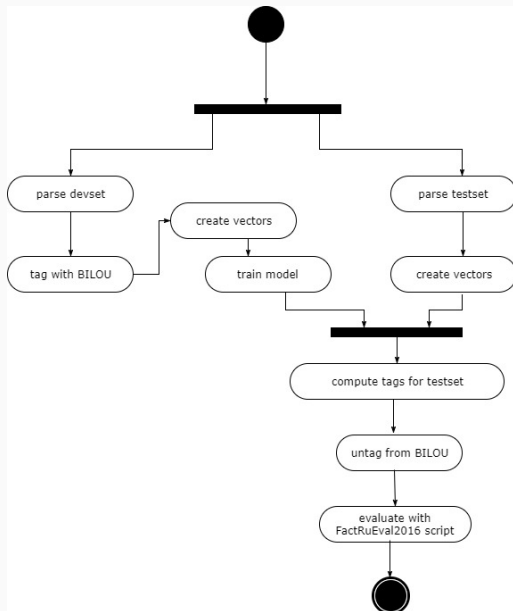 parse devset
parse testset
create vectors
tag with BILOU
train model
create vectors
compute tags for testset
untag from BILOU
evaluate with
FactRuEval2016 script